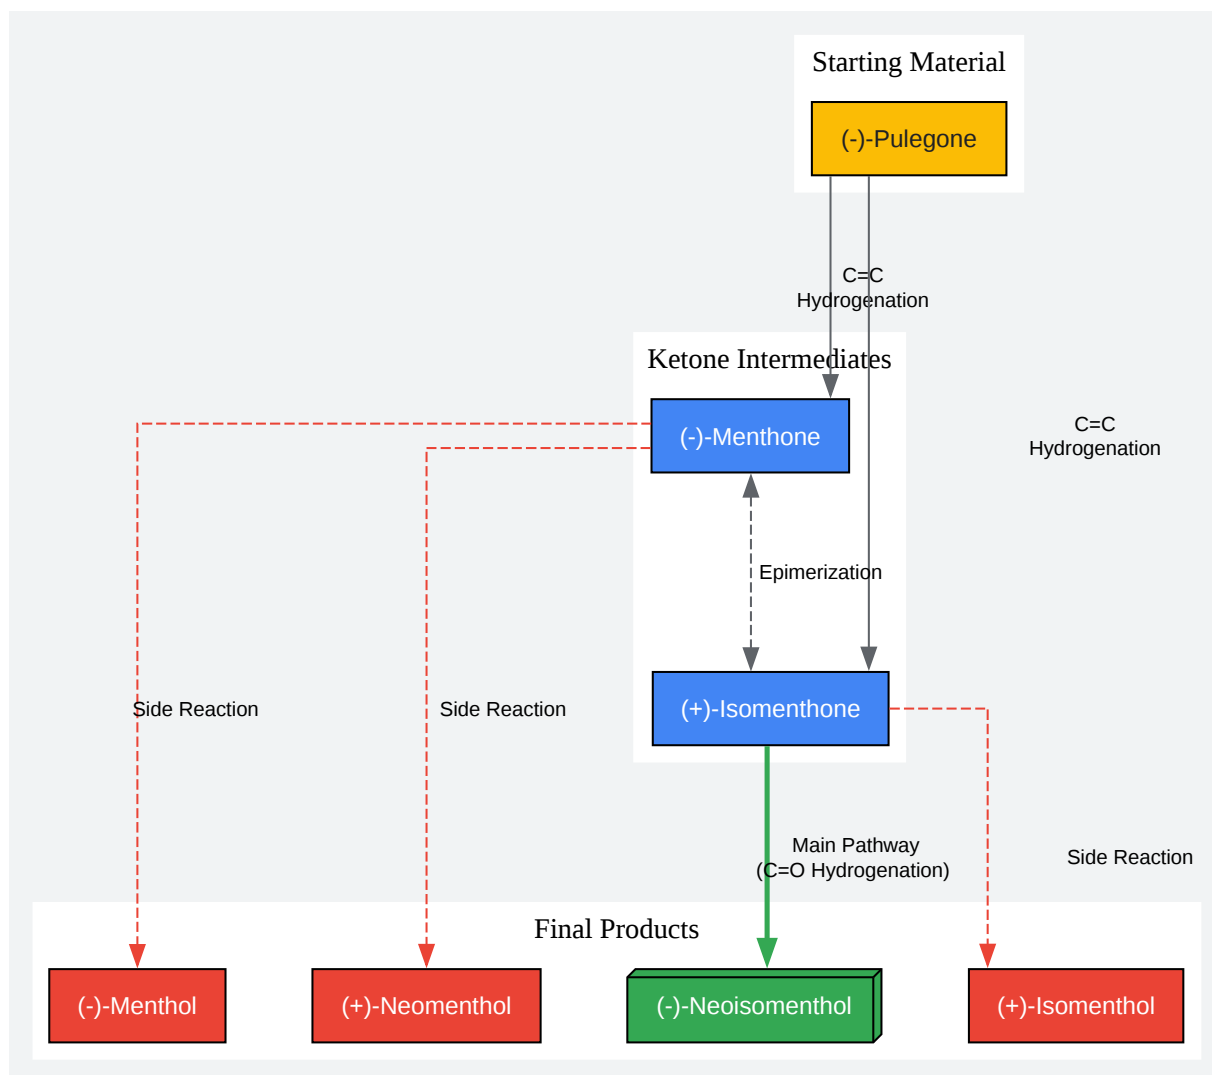 Starting Material
(-)-Pulegone
C=C
Hydrogenation
Ketone Intermediates
(-)-Menthone
C=C
Hydrogenation
Epimerization
(+)-Isomenthone
Side Reaction
Side Reaction
Main Pathway
(C=O Hydrogenation)
Side Reaction
Final Products
(-)-Menthol
(+)-Neomenthol
(-)-Neoisomenthol
(+)-Isomenthol